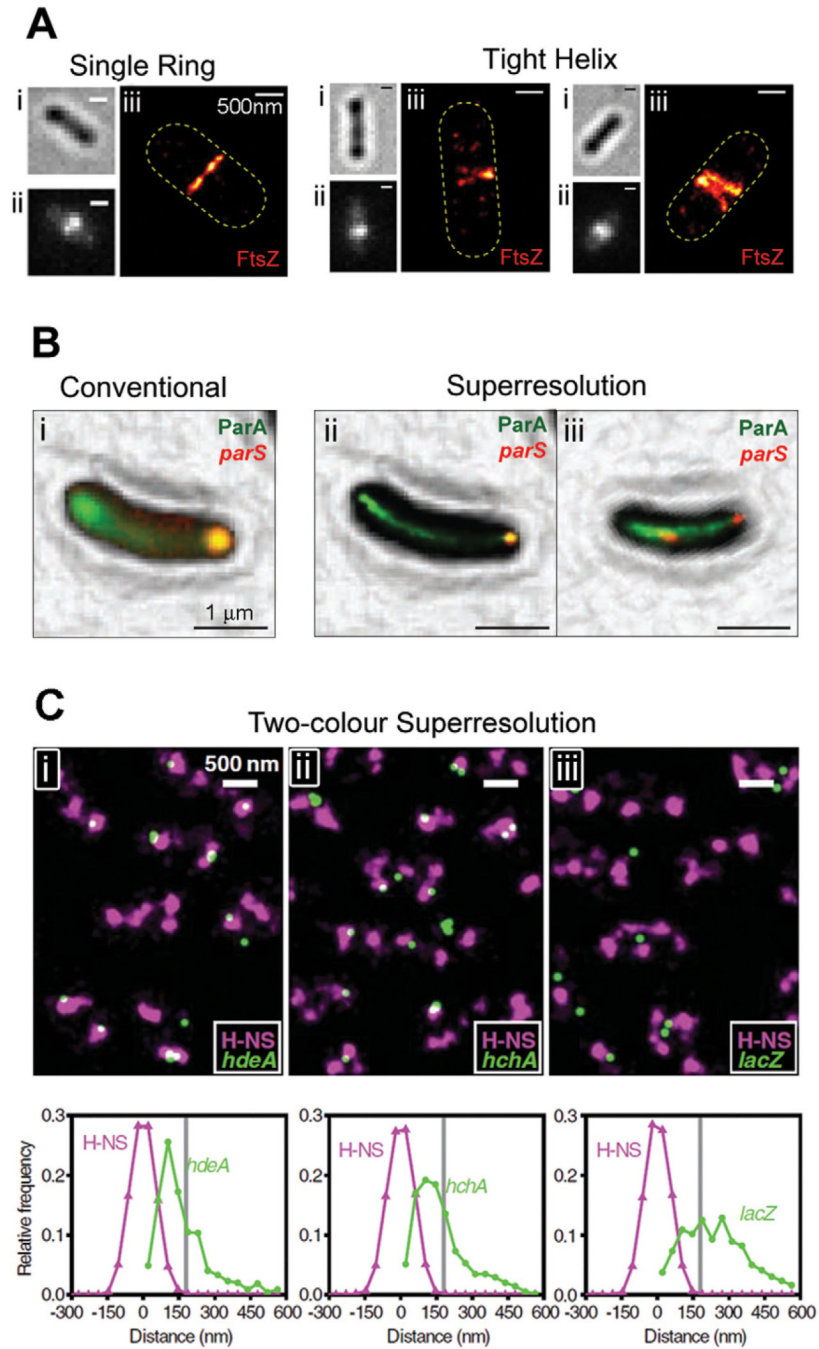 A
Single Ring
Tight Helix
i
iii
500nm
ii
FtsZ
i
iii
ii
FtsZ
i
iii
ii
FtsZ
B
Conventional
Superresolution
i
ParA
parS
1 μm
ii
ParA
parS
iii
ParA
parS
C
Two-colour Superresolution
i
500 nm
H-NS
hdeA
ii
H-NS
hchA
iii
H-NS
lacZ
Relative frequency
0.3
0.2
0.1
0.0
H-NS
hdeA
-300 -150 0 150 300 450 600
Distance (nm)
0.3
0.2
0.1
0.0
H-NS
hchA
-300 -150 0 150 300 450 600
Distance (nm)
0.3
0.2
0.1
0.0
H-NS
lacZ
-300 -150 0 150 300 450 600
Distance (nm)